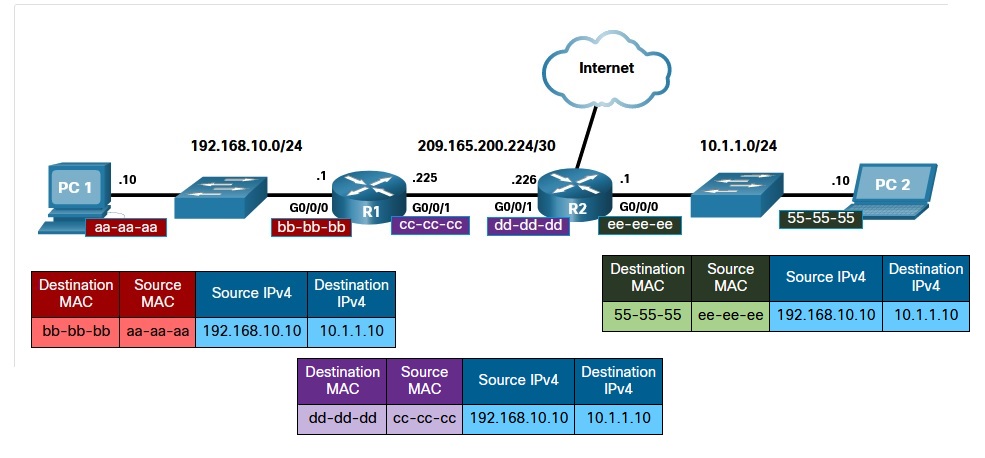 Internet
192.168.10.0/24
209.165.200.224/30
10.1.1.0/24
PC 1
.10
.1
.225
.226
.1
.10
PC 2
G0/0/0
R1
G0/0/1
G0/0/1
R2
G0/0/0
aa-aa-aa
bb-bb-bb
cc-cc-cc
dd-dd-dd
ee-ee-ee
55-55-55
Destination MAC
Source MAC
Source IPv4
Destination IPv4
bb-bb-bb
aa-aa-aa
192.168.10.10
10.1.1.10
Destination MAC
Source MAC
Source IPv4
Destination IPv4
55-55-55
ee-ee-ee
192.168.10.10
10.1.1.10
Destination MAC
Source MAC
Source IPv4
Destination IPv4
dd-dd-dd
cc-cc-cc
192.168.10.10
10.1.1.10